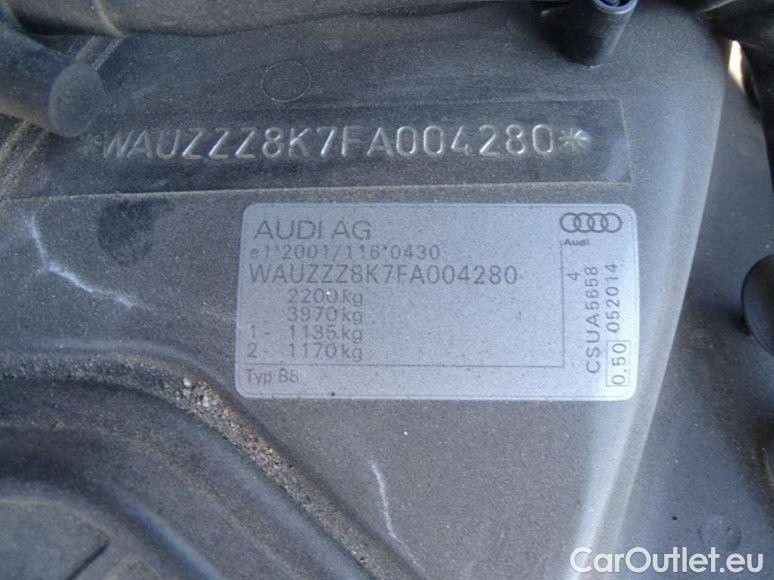 *WAUZZZ8K7FA004280*
AUDI AG
Audi
e1*2001/116*0430
WAUZZZ8K7FA004280
2200kg
3970kg
1- 1135kg
2- 1170kg
Typ B8
4
CSUA5658
0.50 052014
CarOutlet.eu